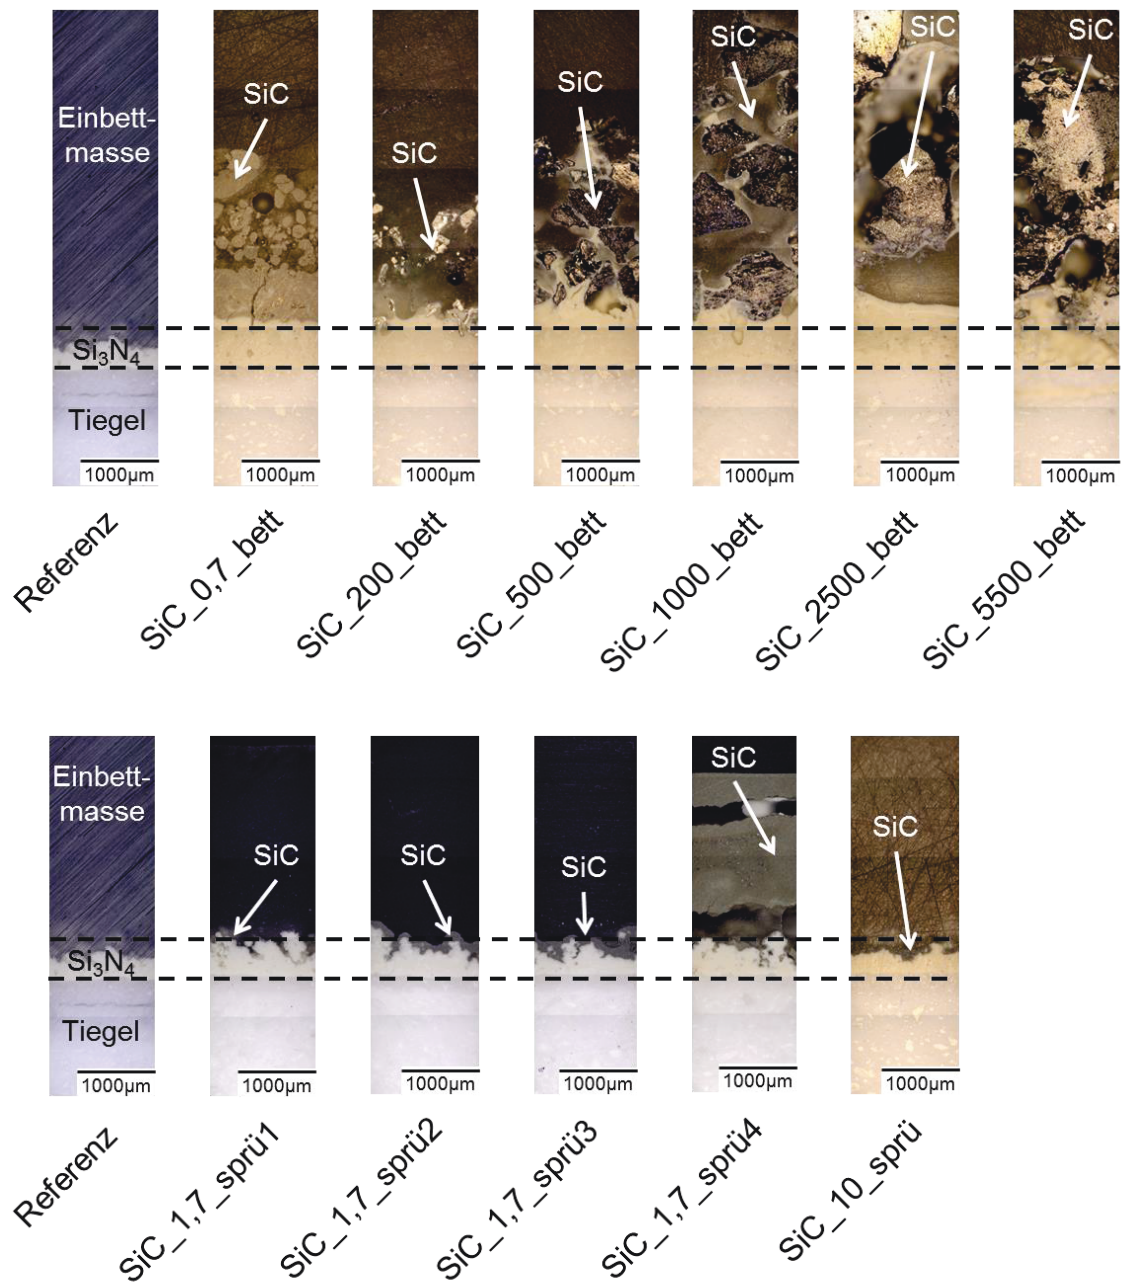 Einbett-
masse
SiC
SiC
SiC
SiC
SiC
SiC
Si₃N₄
Tiegel
1000µm
1000µm
1000µm
1000µm
1000µm
1000µm
1000µm
Referenz
SiC_0,7_bett
SiC_200_bett
SiC_500_bett
SiC_1000_bett
SiC_2500_bett
SiC_5500_bett
Einbett-
masse
SiC
SiC
SiC
SiC
SiC
Si₃N₄
Tiegel
1000µm
1000µm
1000µm
1000µm
1000µm
1000µm
Referenz
SiC_1,7_sprü1
SiC_1,7_sprü2
SiC_1,7_sprü3
SiC_1,7_sprü4
SiC_10_sprü